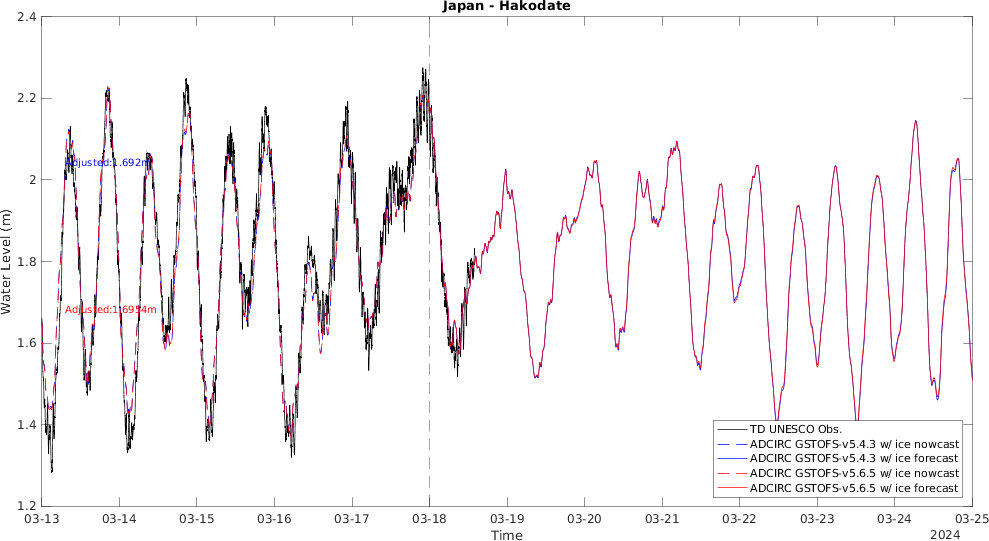 Japan - Hakodate
2.4
2.2
2
1.8
1.6
1.4
1.2
Water Level (m)
Adjusted:1.692m
Adjusted:1.6954m
TD UNESCO Obs.
ADCIRC GSTOFS-v5.4.3 w/ ice nowcast
ADCIRC GSTOFS-v5.4.3 w/ ice forecast
ADCIRC GSTOFS-v5.6.5 w/ ice nowcast
ADCIRC GSTOFS-v5.6.5 w/ ice forecast
03-13 03-14 03-15 03-16 03-17 03-18 03-19 03-20 03-21 03-22 03-23 03-24 03-25
Time
2024